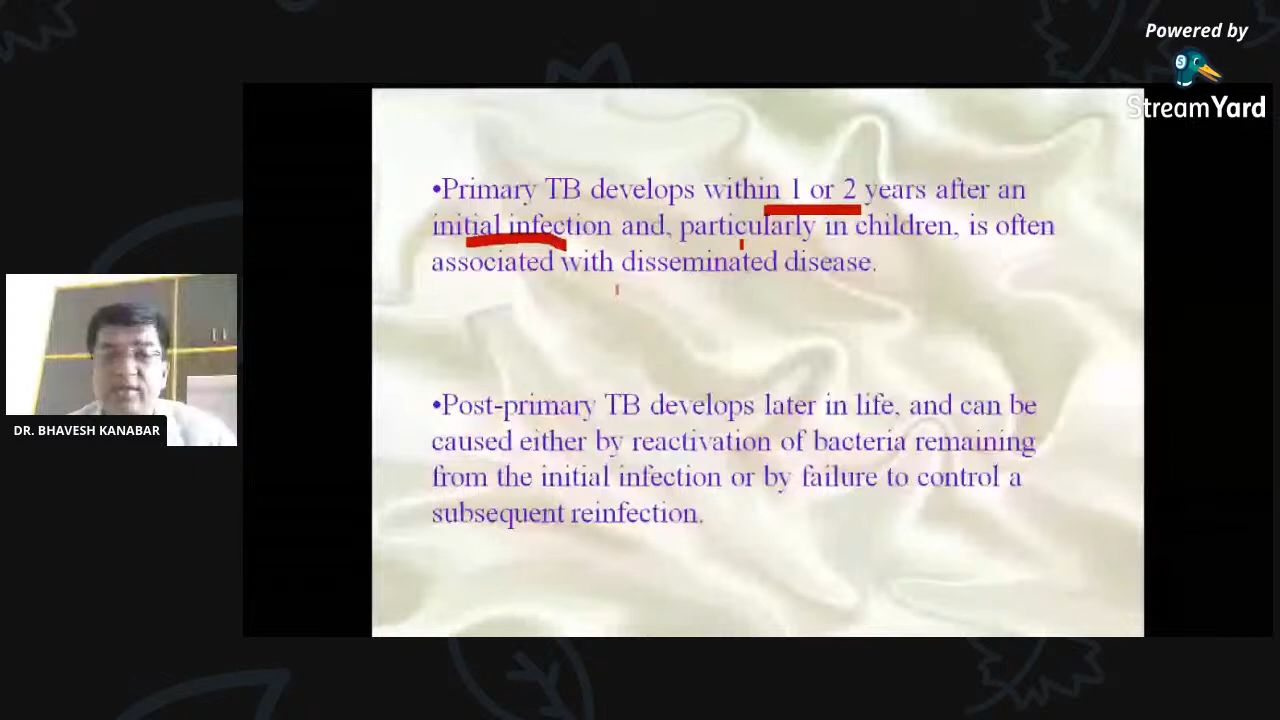 Powered by
StreamYard
•Primary TB develops within 1 or 2 years after an
initial infection and, particularly in children, is often
associated with disseminated disease.
•Post-primary TB develops later in life, and can be
caused either by reactivation of bacteria remaining
from the initial infection or by failure to control a
subsequent reinfection.
DR. BHAVESH KANABAR